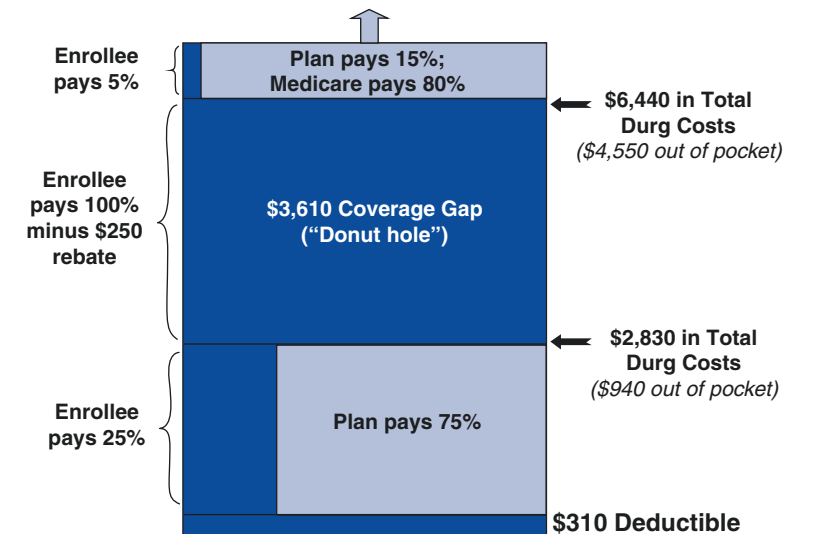 Enrollee
pays 5%
Plan pays 15%;
Medicare pays 80%
$6,440 in Total
Durg Costs
($4,550 out of pocket)
Enrollee
pays 100%
minus $250
rebate
$3,610 Coverage Gap
(“Donut hole”)
$2,830 in Total
Durg Costs
($940 out of pocket)
Enrollee
pays 25%
Plan pays 75%
$310 Deductible